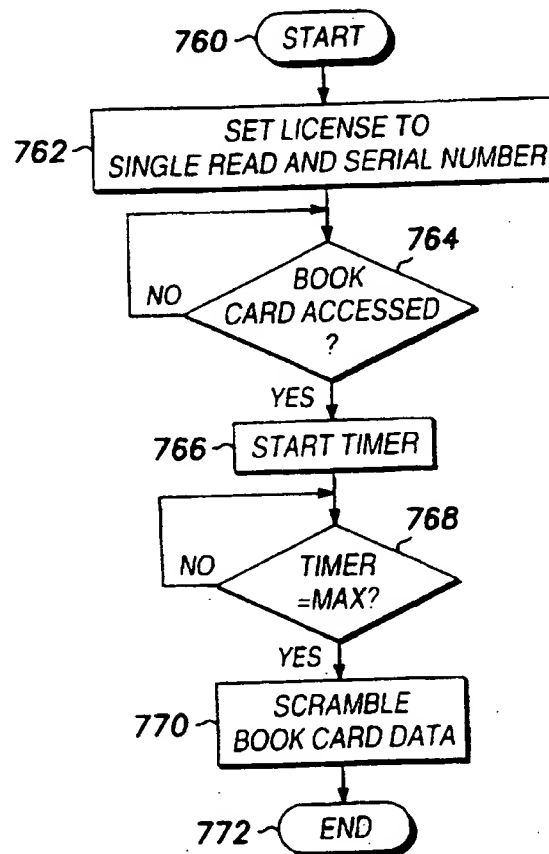 760 START
762 SET LICENSE TO
SINGLE READ AND SERIAL NUMBER
764
BOOK
CARD ACCESSED
?
NO
YES
766 START TIMER
768
TIMER
=MAX?
NO
YES
770 SCRAMBLE
BOOK CARD DATA
772 END